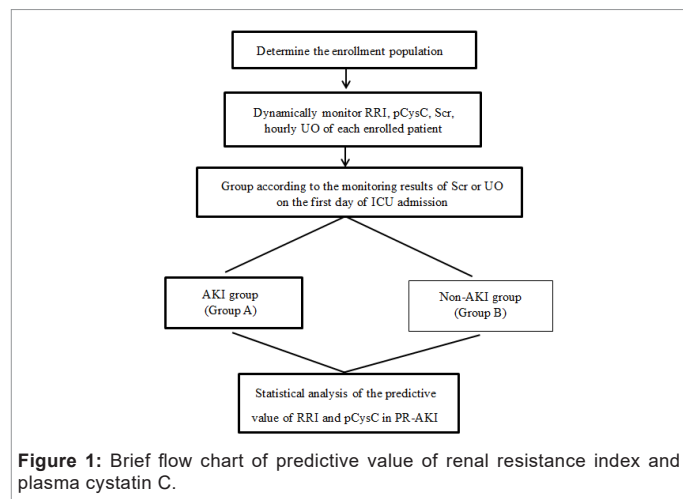 Determine the enrollment population
Dynamically monitor RRI, pCysC, Scr,
hourly UO of each enrolled patient
Group according to the monitoring results of Scr or UO
on the first day of ICU admission
AKI group
(Group A)
Non-AKI group
(Group B)
Statistical analysis of the predictive
value of RRI and pCysC in PR-AKI
Figure 1: Brief flow chart of predictive value of renal resistance index and
plasma cystatin C.